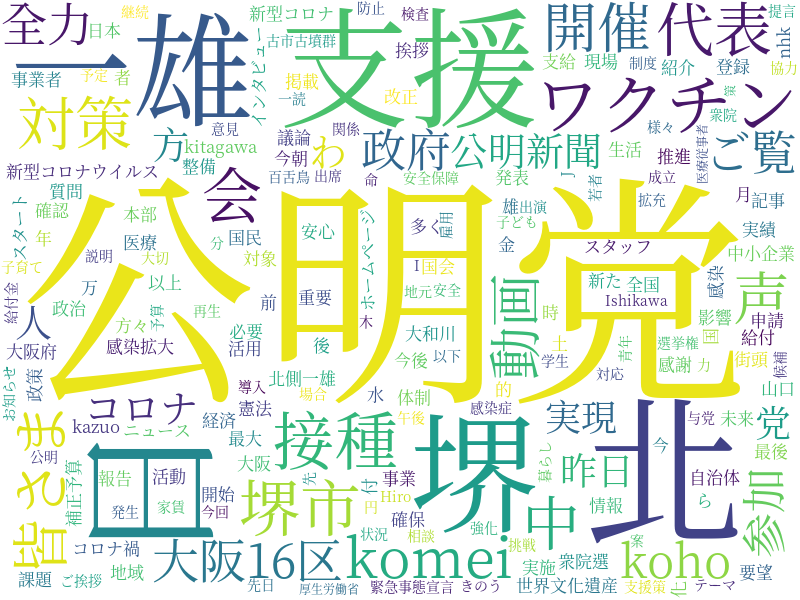 全力
日本
継続
新型コロナ
防止
検査
提言
一雄
支援
開催
代表
nhk
事業者
予定
者
古市古墳群
インタビュー
挨拶
支給
現場
制度
紹介
登録
協力
対策
方
掲載
一読
改正
ワクチン
衆院
策
kitagawa
意見
関係
議論
わ
政府
公明新聞
生活
様々
医療従事者
ご覧
新型コロナウイルス
整備
今朝
百舌鳥
出席
命
安全保障
発表
J
若者
推進
成立
月
記事
質問
会
スタート
確認
本部
拡充
年
医療
国民
分
安心
ホームページ
多く
雇用
雄
出演
子ども
実績
子育て
説明
大切
対象
金
スタッフ
中小企業
給付金
万
以上
予算
再生
前
重要
I
国会
地元
安全
新た
全国
感染
声
政治
方々
公明党
木
Ishikawa
影響
申請
人
必要
大和川
時
国
給付
大阪府
感染拡大
活用
後
以下
動画
土
選挙権
青年
街頭
候補
お知らせ
政策
北側一雄
今後
学生
対応
感謝
力
コロナ
導入
場合
水
体制
的
山口
皆さま
kazuo
ニュース
憲法
午後
感染症
実現
党
未来
与党
公明
経済
接種
堺
北
今
最後
補正予算
報告
活動
最大
大阪
先
暮らし
昨日
自治体
参加
発生
家賃
開始
今回
堺市
付
事業
Hiro
円
確保
中
情報
ら
コロナ禍
大阪16区
状況
相談
強化
komei
挑戦
実施
案
衆院選
koho
仁
要望
課題
ご挨拶
地域
先日
厚生労働省
緊急事態宣言
きのう
世界文化遺産
支援策
テーマ